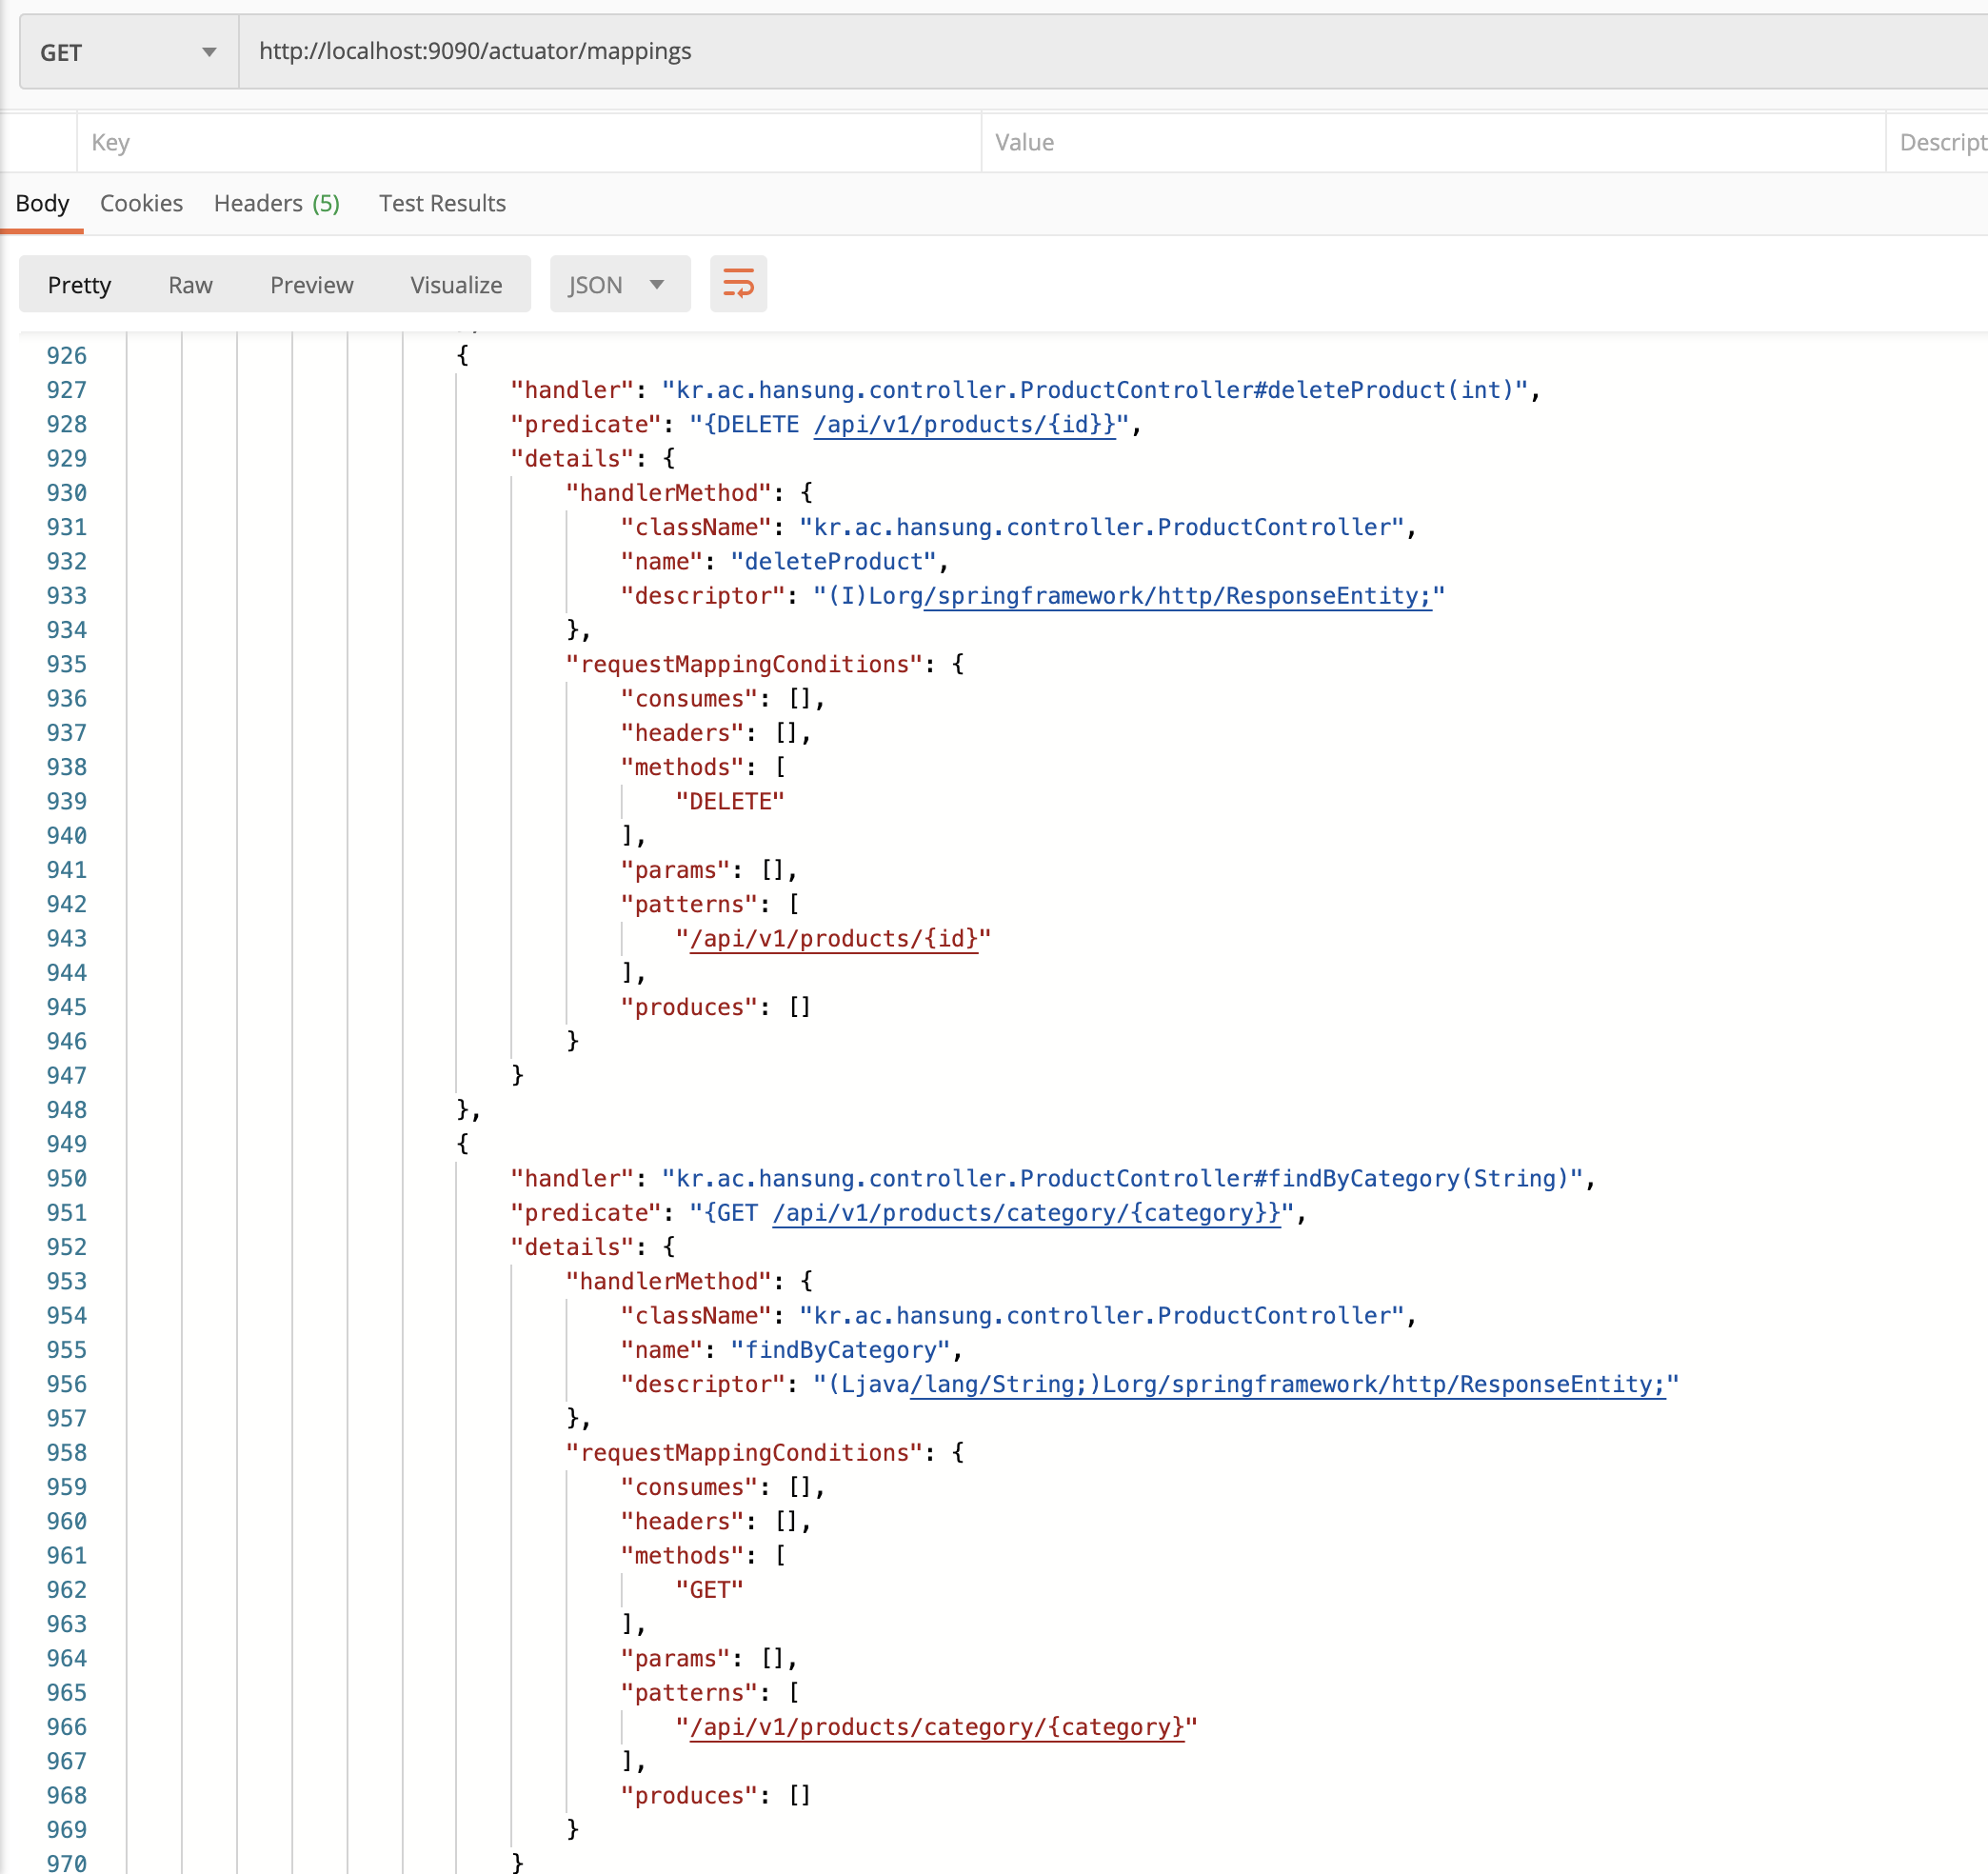 GET http://localhost:9090/actuator/mappings
Key Value Descript
Body Cookies Headers (5) Test Results
Pretty Raw Preview Visualize JSON
926 {
927 "handler": "kr.ac.hansung.controller.ProductController#deleteProduct(int)",
928 "predicate": "{DELETE /api/v1/products/{id}}",
929 "details": {
930 "handlerMethod": {
931 "className": "kr.ac.hansung.controller.ProductController",
932 "name": "deleteProduct",
933 "descriptor": "(I)Lorg/springframework/http/ResponseEntity;"
934 },
935 "requestMappingConditions": {
936 "consumes": [],
937 "headers": [],
938 "methods": [
939 "DELETE"
940 ],
941 "params": [],
942 "patterns": [
943 "/api/v1/products/{id}"
944 ],
945 "produces": []
946 }
947 }
948 },
949 {
950 "handler": "kr.ac.hansung.controller.ProductController#findByCategory(String)",
951 "predicate": "{GET /api/v1/products/category/{category}}",
952 "details": {
953 "handlerMethod": {
954 "className": "kr.ac.hansung.controller.ProductController",
955 "name": "findByCategory",
956 "descriptor": "(Ljava/lang/String;)Lorg/springframework/http/ResponseEntity;"
957 },
958 "requestMappingConditions": {
959 "consumes": [],
960 "headers": [],
961 "methods": [
962 "GET"
963 ],
964 "params": [],
965 "patterns": [
966 "/api/v1/products/category/{category}"
967 ],
968 "produces": []
969 }
970 }